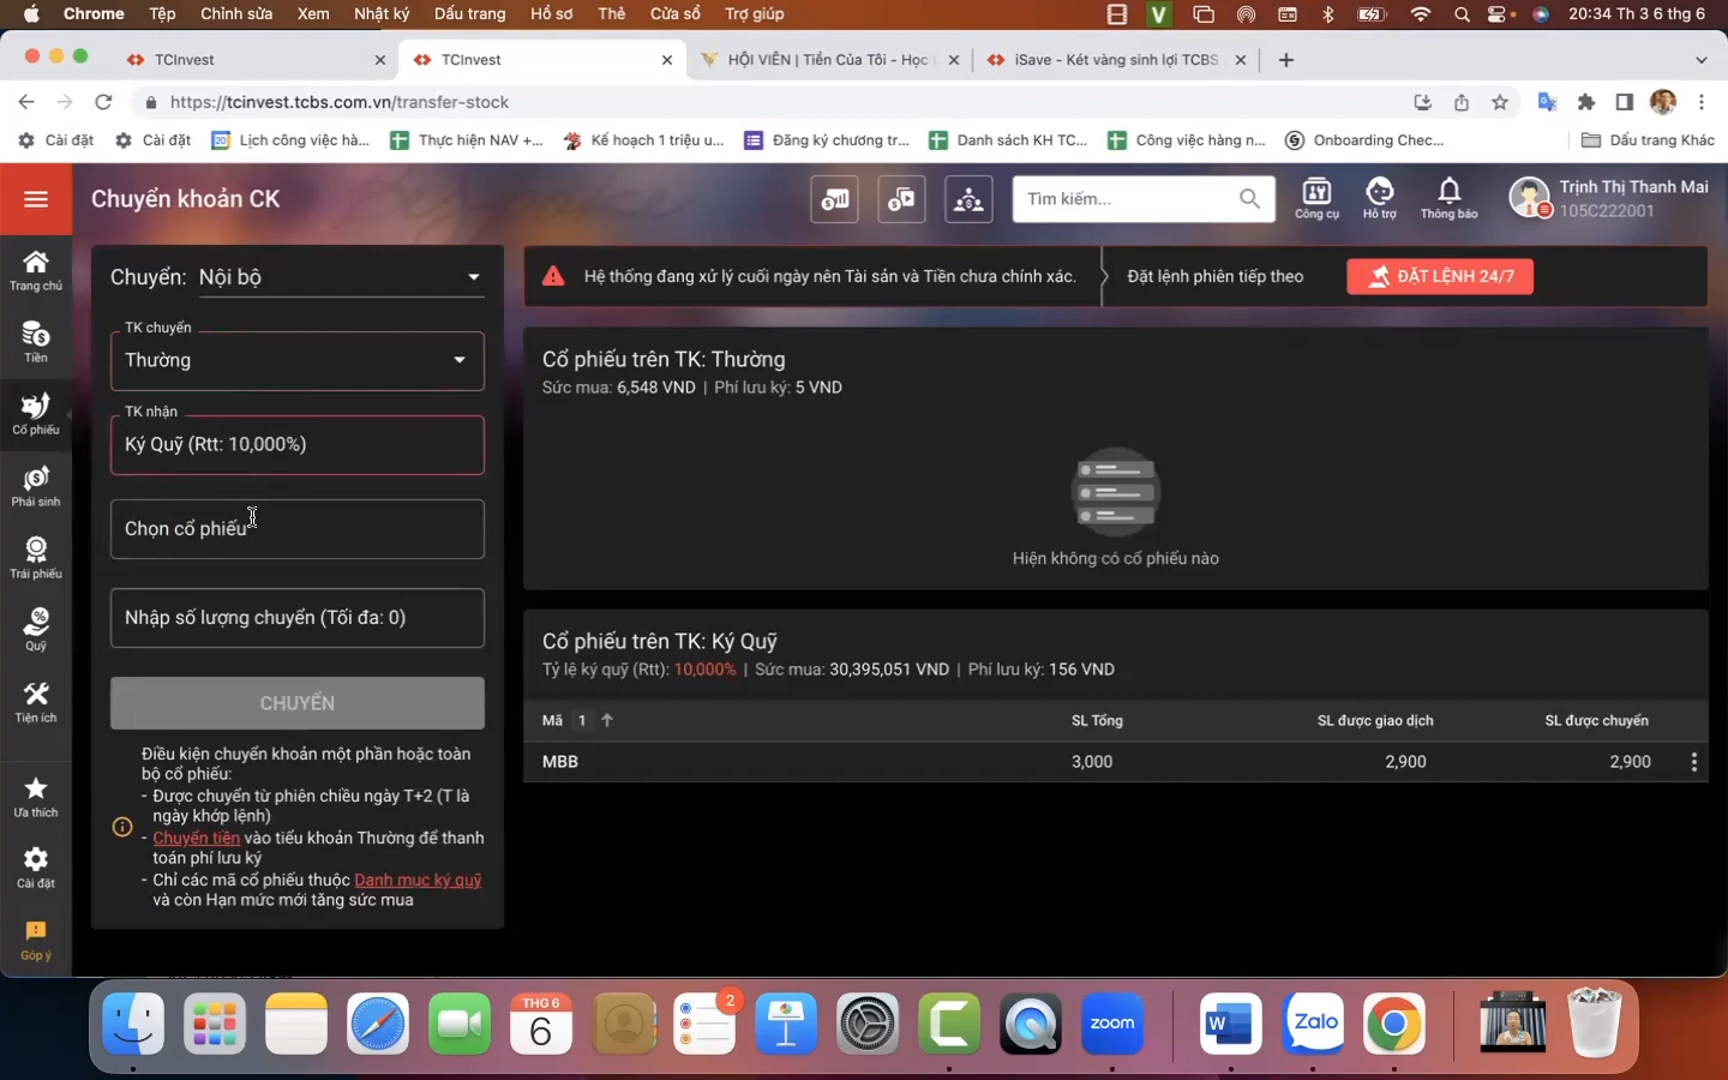 Chrome Tệp Chỉnh sửa Xem Nhật ký Dấu trang Hồ sơ Thẻ Cửa sổ Trợ giúp V 20:34 Th 3 6 thg 6
TCInvest TCInvest HỘI VIÊN | Tiền Của Tôi - Học iSave - Két vàng sinh lợi TCBS
https://tcinvest.tcbs.com.vn/transfer-stock
Cài đặt Cài đặt Lịch công việc hà... Thực hiện NAV +... Kế hoạch 1 triệu u... Đăng ký chương tr... Danh sách KH TC... Công việc hàng n... Onboarding Chec... Dấu trang Khác
Chuyển khoản CK
Tìm kiếm...
Công cụ
Hỗ trợ
Thông báo
Trịnh Thị Thanh Mai
105C222001
Trang chủ
Tiền
Cổ phiếu
Phái sinh
Trái phiếu
Quỹ
Tiện ích
Ưa thích
Cài đặt
Góp ý
Chuyển: Nội bộ
TK chuyển
Thường
TK nhận
Ký Quỹ (Rtt: 10,000%)
Chọn cổ phiếu
Nhập số lượng chuyển (Tối đa: 0)
CHUYỂN
Điều kiện chuyển khoản một phần hoặc toàn
bộ cổ phiếu:
- Được chuyển từ phiên chiều ngày T+2 (T là
ngày khớp lệnh)
- Chuyển tiền vào tiểu khoản Thường để thanh
toán phí lưu ký
- Chỉ các mã cổ phiếu thuộc Danh mục ký quỹ
và còn Hạn mức mới tăng sức mua
Hệ thống đang xử lý cuối ngày nên Tài sản và Tiền chưa chính xác. Đặt lệnh phiên tiếp theo ĐẶT LỆNH 24/7
Cổ phiếu trên TK: Thường
Sức mua: 6,548 VND | Phí lưu ký: 5 VND
Hiện không có cổ phiếu nào
Cổ phiếu trên TK: Ký Quỹ
Tỷ lệ ký quỹ (Rtt): 10,000% | Sức mua: 30,395,051 VND | Phí lưu ký: 156 VND
Mã 1 SL Tổng SL được giao dịch SL được chuyển
MBB 3,000 2,900 2,900
THG 6
6
2
zoom
W
Zalo